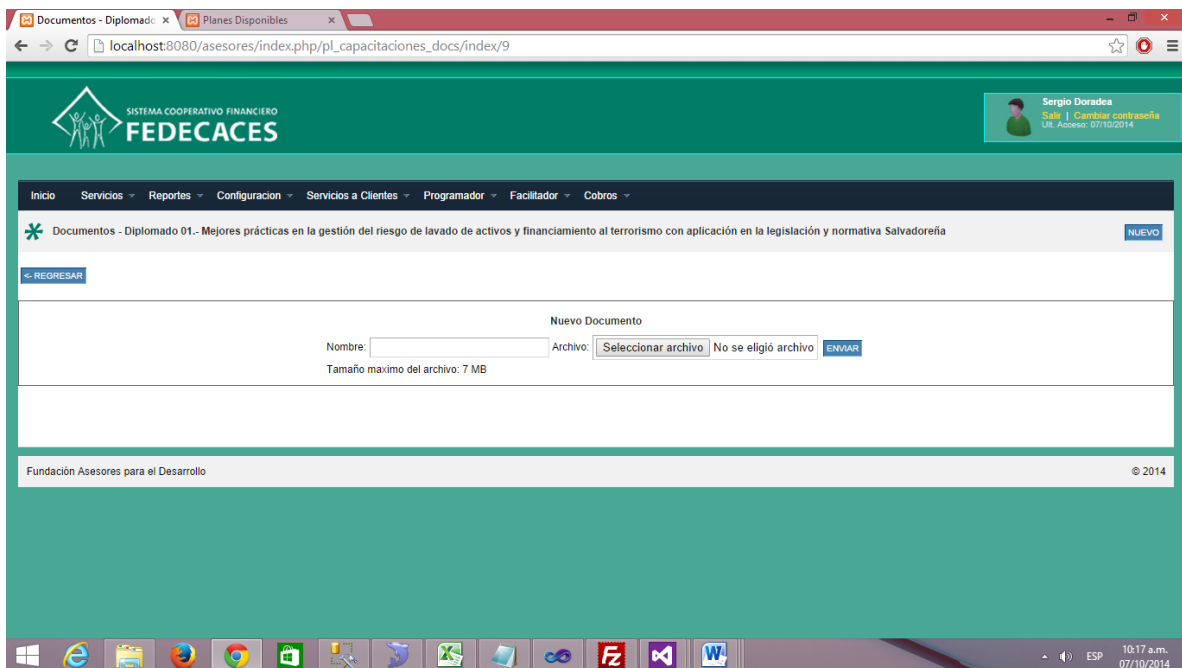 Documentos - Diplomado
Planes Disponibles
localhost:8080/asesores/index.php/pl_capacitaciones_docs/index/9
SISTEMA COOPERATIVO FINANCIERO
FEDECACES
Sergio Doradea
Salir | Cambiar contraseña
Ult. Acceso: 07/10/2014
Inicio Servicios Reportes Configuracion Servicios a Clientes Programador Facilitador Cobros
Documentos - Diplomado 01.- Mejores prácticas en la gestión del riesgo de lavado de activos y financiamiento al terrorismo con aplicación en la legislación y normativa Salvadoreña NUEVO
<- REGRESAR
Nuevo Documento
Nombre: Archivo: Seleccionar archivo No se eligió archivo ENVIAR
Tamaño maximo del archivo: 7 MB
Fundación Asesores para el Desarrollo © 2014
ESP
10:17 a.m.
07/10/2014